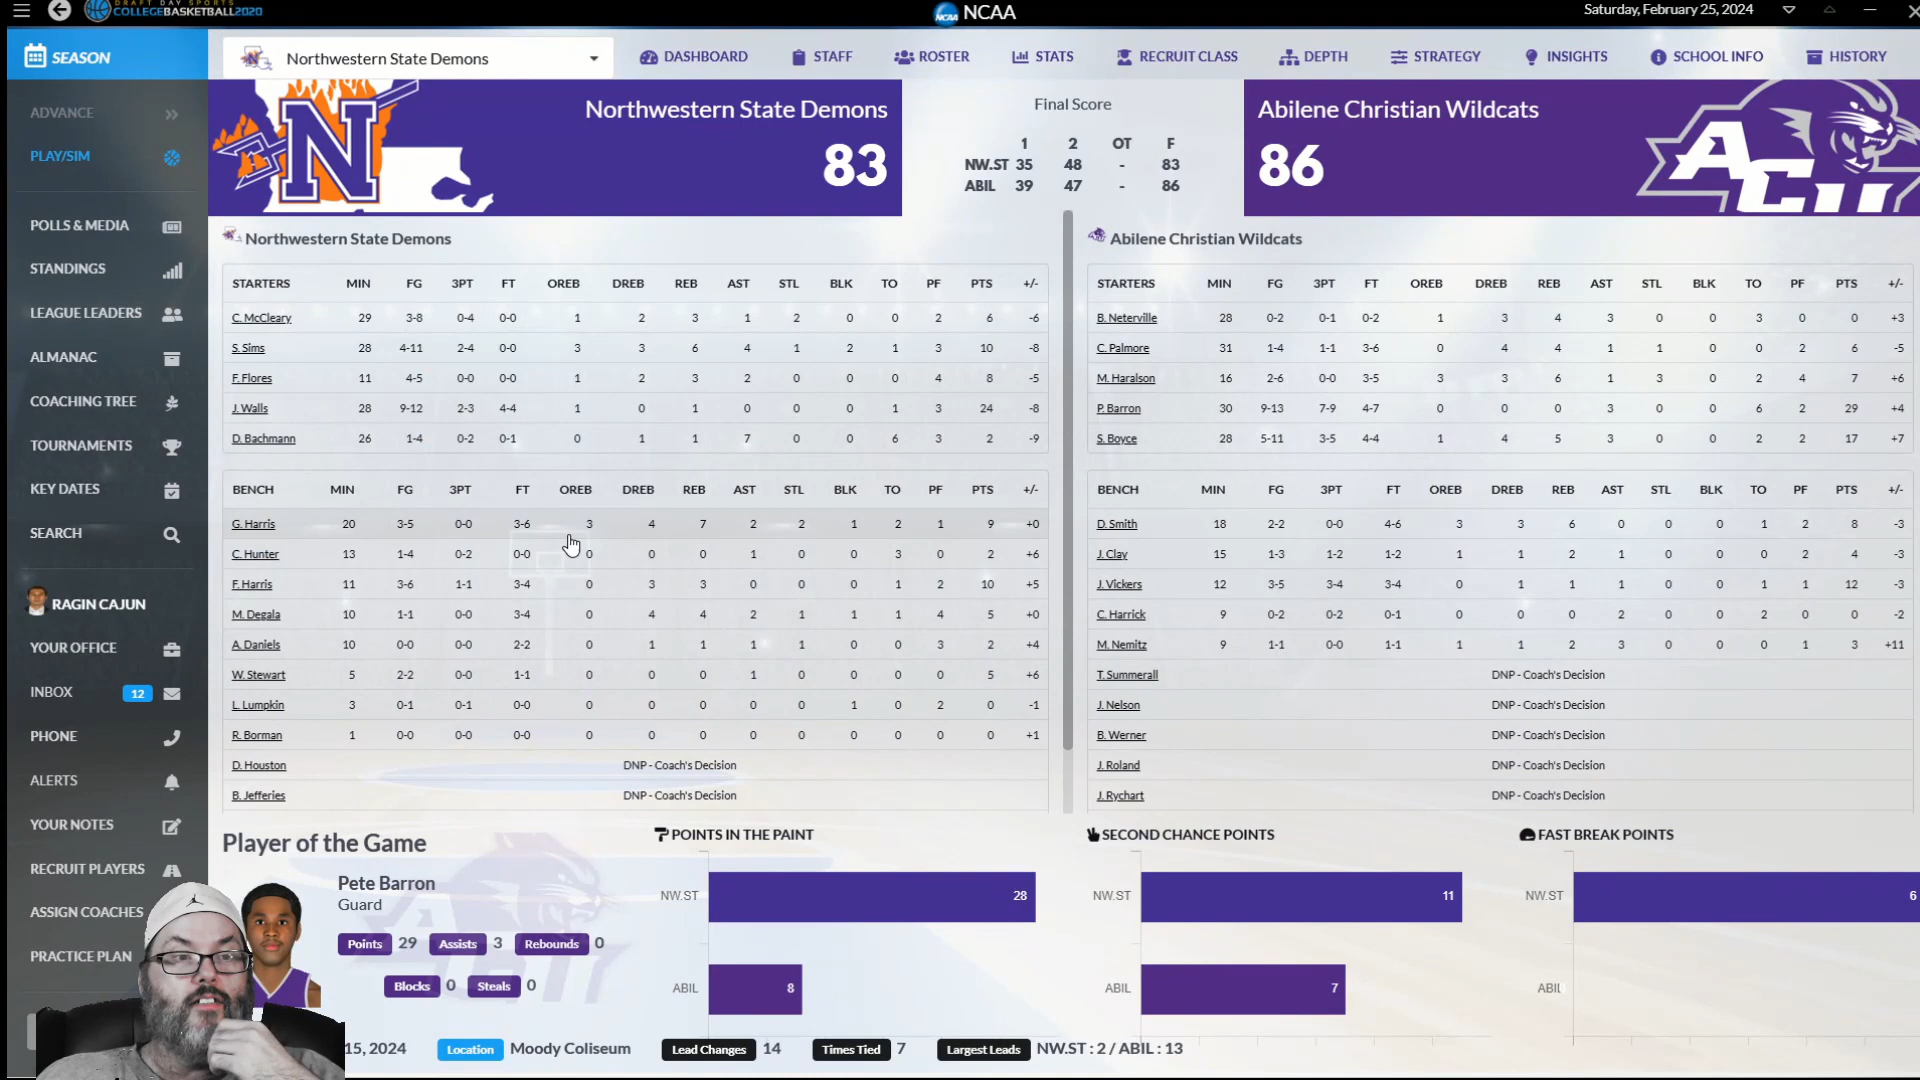 DRAFT DAY SPORTS
COLLEGE BASKETBALL 2020
NCAA NCAA
Saturday, February 25, 2024
SEASON
Northwestern State Demons
DASHBOARD STAFF ROSTER STATS RECRUIT CLASS DEPTH STRATEGY INSIGHTS SCHOOL INFO HISTORY
ADVANCE
PLAY/SIM
POLLS & MEDIA
STANDINGS
LEAGUE LEADERS
ALMANAC
COACHING TREE
TOURNAMENTS
KEY DATES
SEARCH
RAGIN CAJUN
YOUR OFFICE
INBOX 12
PHONE
ALERTS
YOUR NOTES
RECRUIT PLAYERS
ASSIGN COACHES
PRACTICE PLAN
N
Northwestern State Demons
83
Final Score
1 2 OT F
NW.ST 35 48 - 83
ABIL 39 47 - 86
Abilene Christian Wildcats
86
ACU
Northwestern State Demons
STARTERS MIN FG 3PT FT OREB DREB REB AST STL BLK TO PF PTS +/-
C. McCleary 29 3-8 0-4 0-0 1 2 3 1 2 0 0 2 6 -6
S. Sims 28 4-11 2-4 0-0 3 3 6 4 1 2 1 3 10 -8
F. Flores 11 4-5 0-0 0-0 1 2 3 2 0 0 0 4 8 -5
J. Walls 28 9-12 2-3 4-4 1 0 1 0 0 0 1 3 24 -8
D. Bachmann 26 1-4 0-2 0-1 0 1 1 7 0 0 6 3 2 -9
BENCH MIN FG 3PT FT OREB DREB REB AST STL BLK TO PF PTS +/-
G. Harris 20 3-5 0-0 3-6 3 4 7 2 2 1 2 1 9 +0
C. Hunter 13 1-4 0-2 0-0 0 0 0 1 0 0 3 0 2 +6
F. Harris 11 3-6 1-1 3-4 0 3 3 0 0 0 1 2 10 +5
M. Degala 10 1-1 0-0 3-4 0 4 4 2 1 1 1 4 5 +0
A. Daniels 10 0-0 0-0 2-2 0 1 1 1 1 0 0 3 2 +4
W. Stewart 5 2-2 0-0 1-1 0 0 0 1 0 0 0 0 5 +6
L. Lumpkin 3 0-1 0-1 0-0 0 0 0 0 0 1 0 2 0 -1
R. Borman 1 0-0 0-0 0-0 0 0 0 0 0 0 0 0 0 +1
D. Houston DNP - Coach's Decision
B. Jefferies DNP - Coach's Decision
Abilene Christian Wildcats
STARTERS MIN FG 3PT FT OREB DREB REB AST STL BLK TO PF PTS +/-
B. Neterville 28 0-2 0-1 0-2 1 3 4 3 0 0 3 0 0 +3
C. Palmore 31 1-4 1-1 3-6 0 4 4 1 1 0 0 2 6 -5
M. Haralson 16 2-6 0-0 3-5 3 3 6 1 3 0 2 4 7 +6
P. Barron 30 9-13 7-9 4-7 0 0 0 3 0 0 6 2 29 +4
S. Boyce 28 5-11 3-5 4-4 1 4 5 3 0 0 2 2 17 +7
BENCH MIN FG 3PT FT OREB DREB REB AST STL BLK TO PF PTS +/-
D. Smith 18 2-2 0-0 4-6 3 3 6 0 0 0 1 2 8 -3
J. Clay 15 1-3 1-2 1-2 1 1 2 1 0 0 0 2 4 -3
J. Vickers 12 3-5 3-4 3-4 0 1 1 1 0 0 1 1 12 -3
C. Harrick 9 0-2 0-2 0-1 0 0 0 2 0 0 2 0 0 -2
M. Nemitz 9 1-1 0-0 1-1 1 1 2 3 0 0 0 1 3 +11
T. Summerall DNP - Coach's Decision
J. Nelson DNP - Coach's Decision
B. Werner DNP - Coach's Decision
J. Roland DNP - Coach's Decision
J. Rychart DNP - Coach's Decision
Player of the Game
Pete Barron
Guard
Points 29 Assists 3 Rebounds 0
Blocks 0 Steals 0
POINTS IN THE PAINT
NW.ST 28
ABIL 8
SECOND CHANCE POINTS
NW.ST 11
ABIL 7
FAST BREAK POINTS
NW.ST 6
ABIL
15, 2024 Location Moody Coliseum Lead Changes 14 Times Tied 7 Largest Leads NW.ST : 2 / ABIL : 13